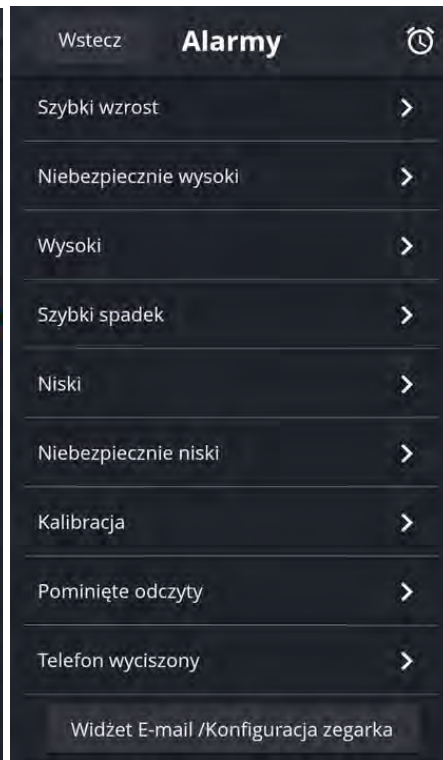 Wstecz Alarmy
Szybki wzrost
Niebezpiecznie wysoki
Wysoki
Szybki spadek
Niski
Niebezpiecznie niski
Kalibracja
Pominięte odczyty
Telefon wyciszony
Widżet E-mail /Konfiguracja zegarka